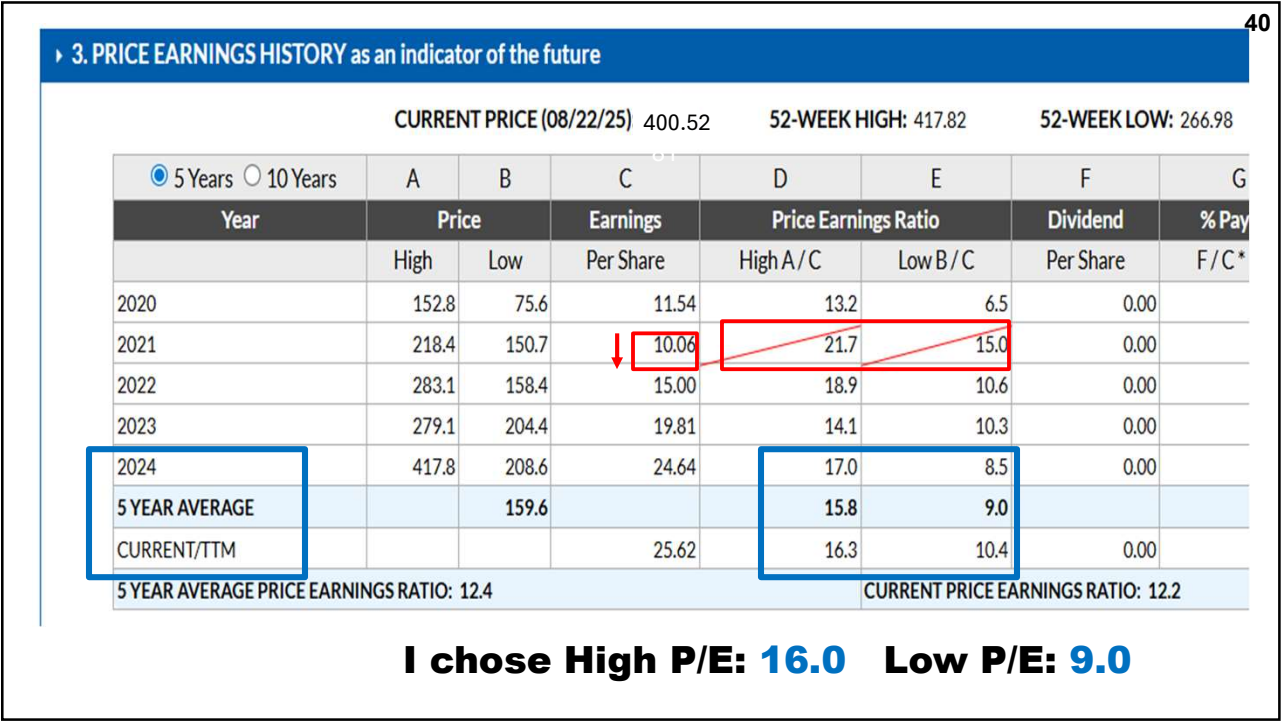 40
3. PRICE EARNINGS HISTORY as an indicator of the future
CURRENT PRICE (08/22/25) 400.52 52-WEEK HIGH: 417.82 52-WEEK LOW: 266.98
5 Years 10 Years A B C D E F G
Year Price Earnings Price Earnings Ratio Dividend % Pay
High Low Per Share High A / C Low B / C Per Share F / C *
2020 152.8 75.6 11.54 13.2 6.5 0.00
2021 218.4 150.7 10.06 21.7 15.0 0.00
2022 283.1 158.4 15.00 18.9 10.6 0.00
2023 279.1 204.4 19.81 14.1 10.3 0.00
2024 417.8 208.6 24.64 17.0 8.5 0.00
5 YEAR AVERAGE 159.6 15.8 9.0
CURRENT/TTM 25.62 16.3 10.4 0.00
5 YEAR AVERAGE PRICE EARNINGS RATIO: 12.4 CURRENT PRICE EARNINGS RATIO: 12.2
I chose High P/E: 16.0 Low P/E: 9.0